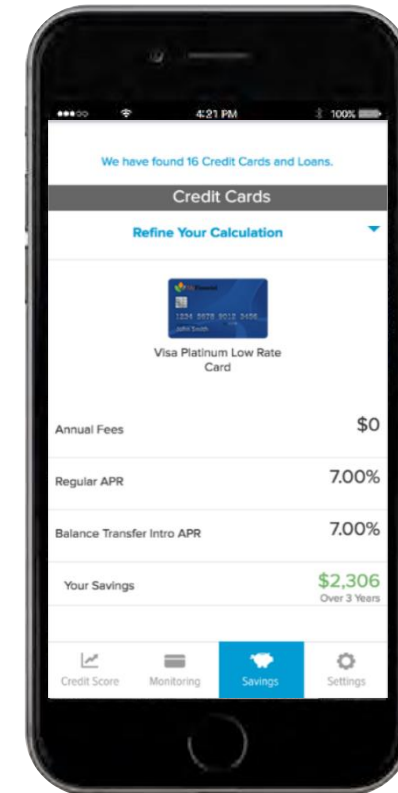 4:21 PM
100%
We have found 16 Credit Cards and Loans.
Credit Cards
Refine Your Calculation
1234 5678 9012 3456
John Smith
Visa Platinum Low Rate
Card
Annual Fees
$0
Regular APR
7.00%
Balance Transfer Intro APR
7.00%
Your Savings
$2,306
Over 3 Years
Credit Score
Monitoring
Savings
Settings